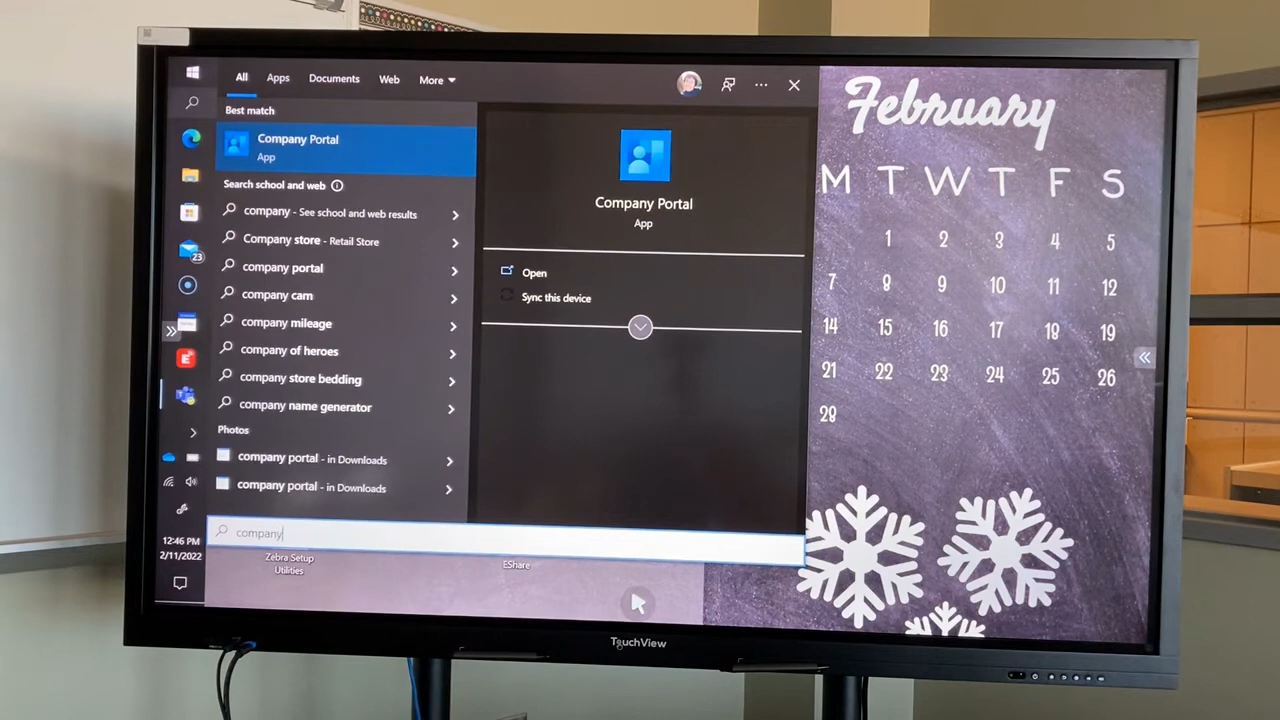 All Apps Documents Web More
Best match
Company Portal
App
Search school and web
company - See school and web results
Company store - Retail Store
company portal
company cam
company mileage
company of heroes
company store bedding
company name generator
Photos
company portal - in Downloads
company portal - in Downloads
company
Company Portal
App
Open
Sync this device
23
12:46 PM
2/11/2022
Zebra Setup
Utilities
EShare
February
M T W T F S
1 2 3 4 5
7 8 9 10 11 12
14 15 16 17 18 19
21 22 23 24 25 26
28
TouchView